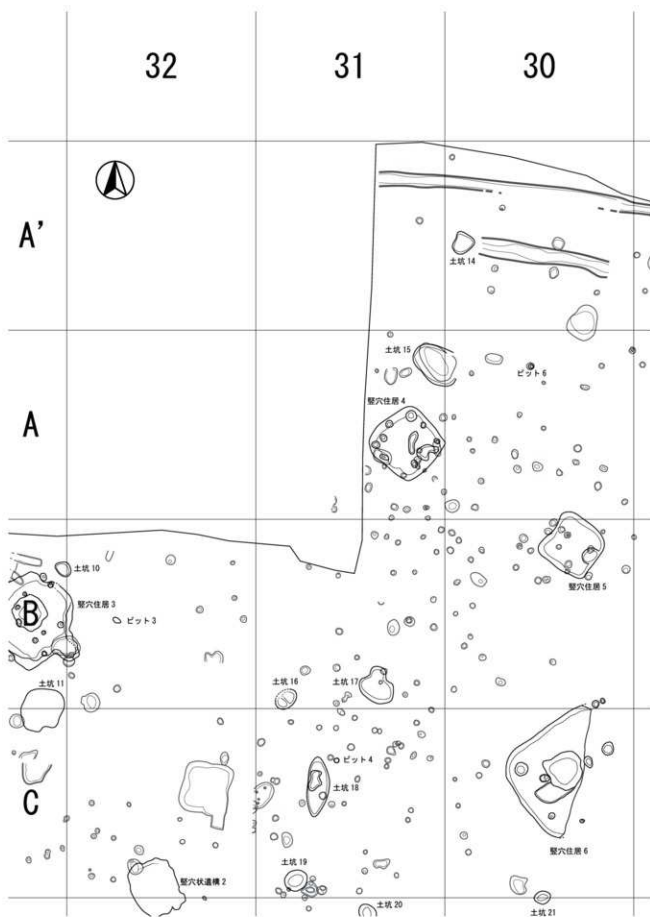 32 31 30
A'
土坑 14
土坑 15
ピット 6
竪穴住居 4
A
土坑 10
竪穴住居 5
竪穴住居 3
B
ピット 3
土坑 11
土坑 16
土坑 17
ピット 4
土坑 18
C
竪穴住居 6
土坑 19
竪穴状遺構 2
土坑 20
土坑 21